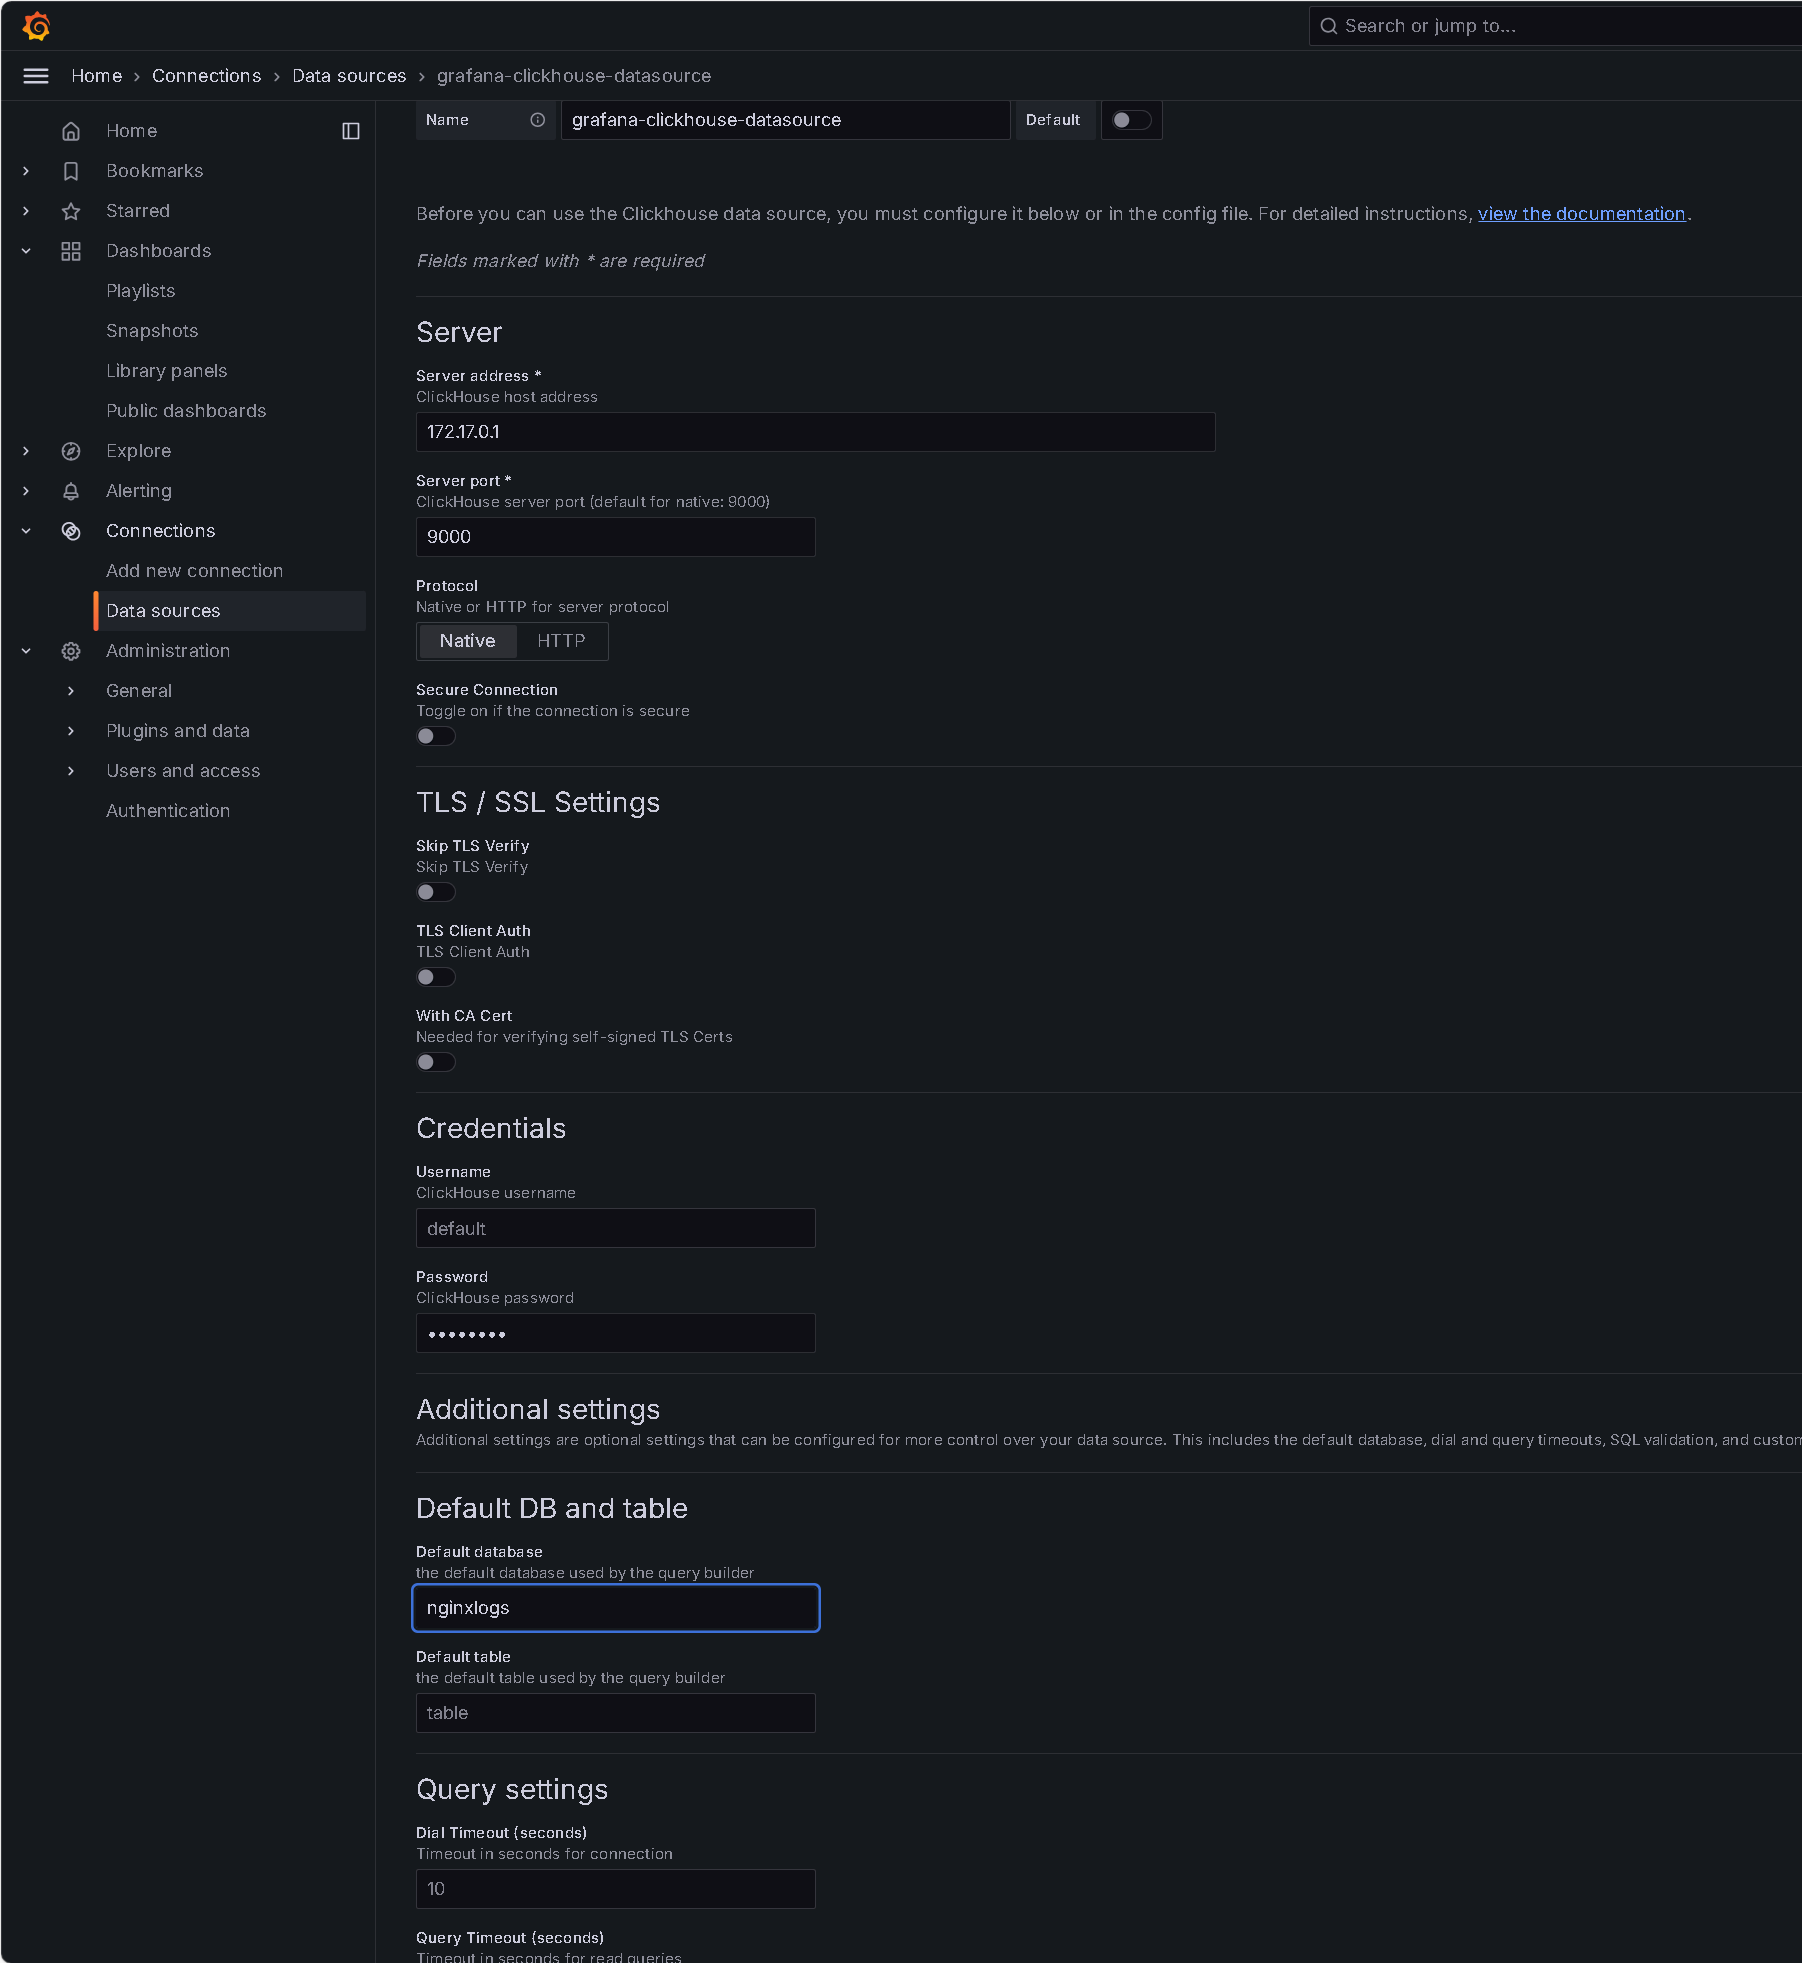 Search or jump to...
Home › Connections › Data sources › grafana-clickhouse-datasource
Home
Bookmarks
Starred
Dashboards
Playlists
Snapshots
Library panels
Public dashboards
Explore
Alerting
Connections
Add new connection
Data sources
Administration
General
Plugins and data
Users and access
Authentication
Name grafana-clickhouse-datasource Default
Before you can use the Clickhouse data source, you must configure it below or in the config file. For detailed instructions, view the documentation.
Fields marked with * are required
Server
Server address *
ClickHouse host address
172.17.0.1
Server port *
ClickHouse server port (default for native: 9000)
9000
Protocol
Native or HTTP for server protocol
Native HTTP
Secure Connection
Toggle on if the connection is secure
TLS / SSL Settings
Skip TLS Verify
Skip TLS Verify
TLS Client Auth
TLS Client Auth
With CA Cert
Needed for verifying self-signed TLS Certs
Credentials
Username
ClickHouse username
default
Password
ClickHouse password
••••••••
Additional settings
Additional settings are optional settings that can be configured for more control over your data source. This includes the default database, dial and query timeouts, SQL validation, and custom
Default DB and table
Default database
the default database used by the query builder
nginxlogs
Default table
the default table used by the query builder
table
Query settings
Dial Timeout (seconds)
Timeout in seconds for connection
10
Query Timeout (seconds)
Timeout in seconds for read queries